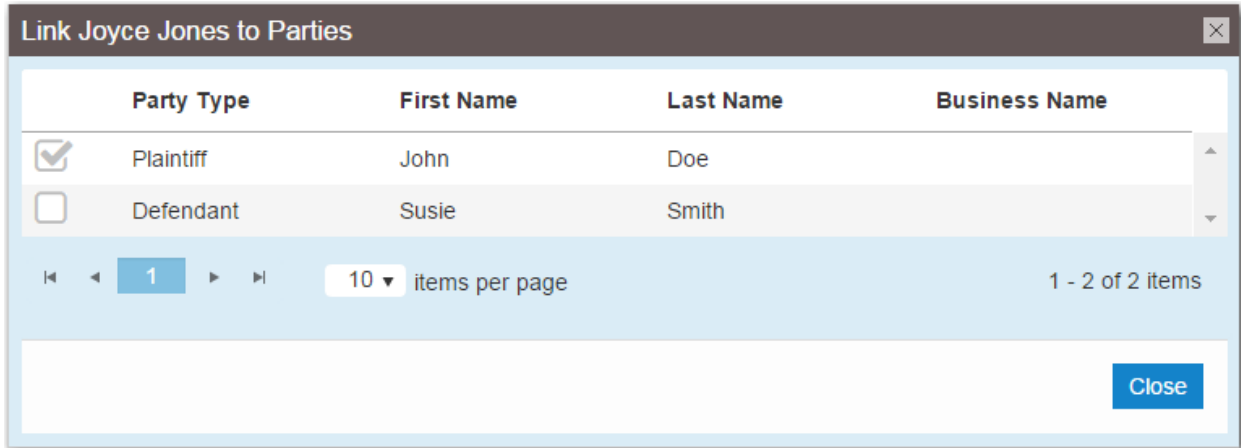 Link Joyce Jones to Parties
Party Type First Name Last Name Business Name
Plaintiff John Doe
Defendant Susie Smith
1 10 items per page 1 - 2 of 2 items
Close